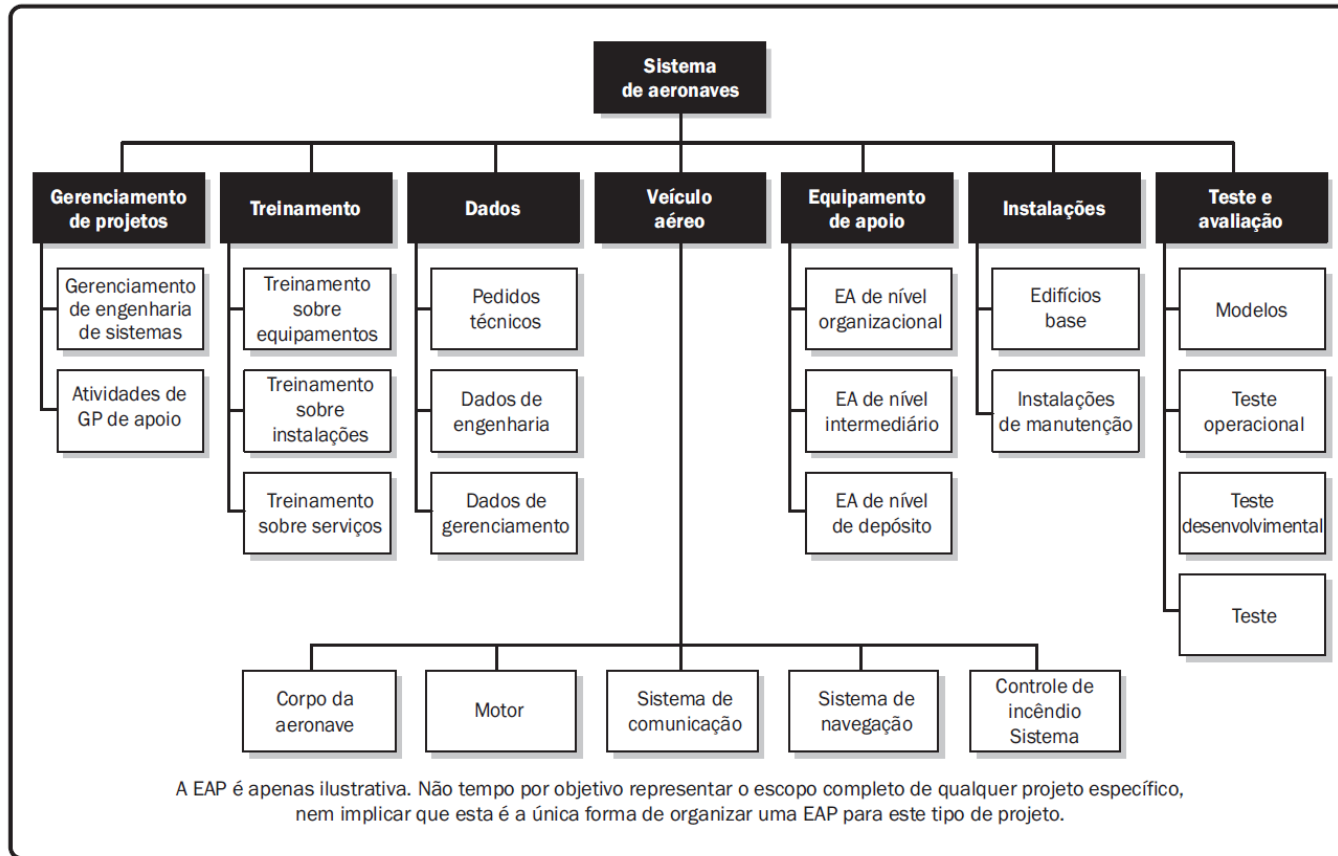 Sistema
de aeronaves
Gerenciamento
de projetos
Treinamento
Dados
Veículo
aéreo
Equipamento
de apoio
Instalações
Teste e
avaliação
Gerenciamento
de engenharia
de sistemas
Atividades de
GP de apoio
Treinamento
sobre
equipamentos
Treinamento
sobre
instalações
Treinamento
sobre serviços
Pedidos
técnicos
Dados de
engenharia
Dados de
gerenciamento
EA de nível
organizacional
EA de nível
intermediário
EA de nível
de depósito
Edifícios
base
Instalações
de manutenção
Modelos
Teste
operacional
Teste
desenvolvimental
Teste
Corpo da
aeronave
Motor
Sistema de
comunicação
Sistema de
navegação
Controle de
incêndio
Sistema
A EAP é apenas ilustrativa. Não tempo por objetivo representar o escopo completo de qualquer projeto específico,
nem implicar que esta é a única forma de organizar uma EAP para este tipo de projeto.